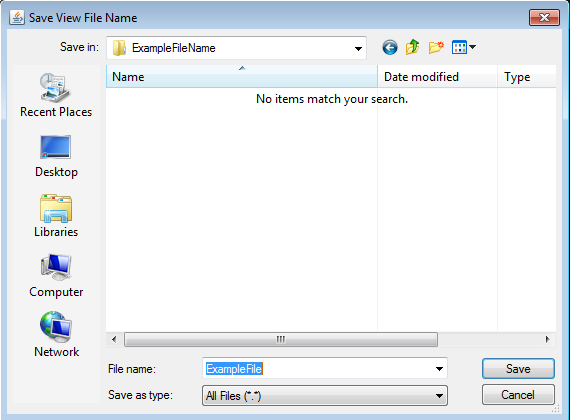 Save View File Name
Save in: ExampleFileName
Name Date modified Type
No items match your search.
Recent Places
Desktop
Libraries
Computer
Network
File name: ExampleFile Save
Save as type: All Files (*.*) Cancel